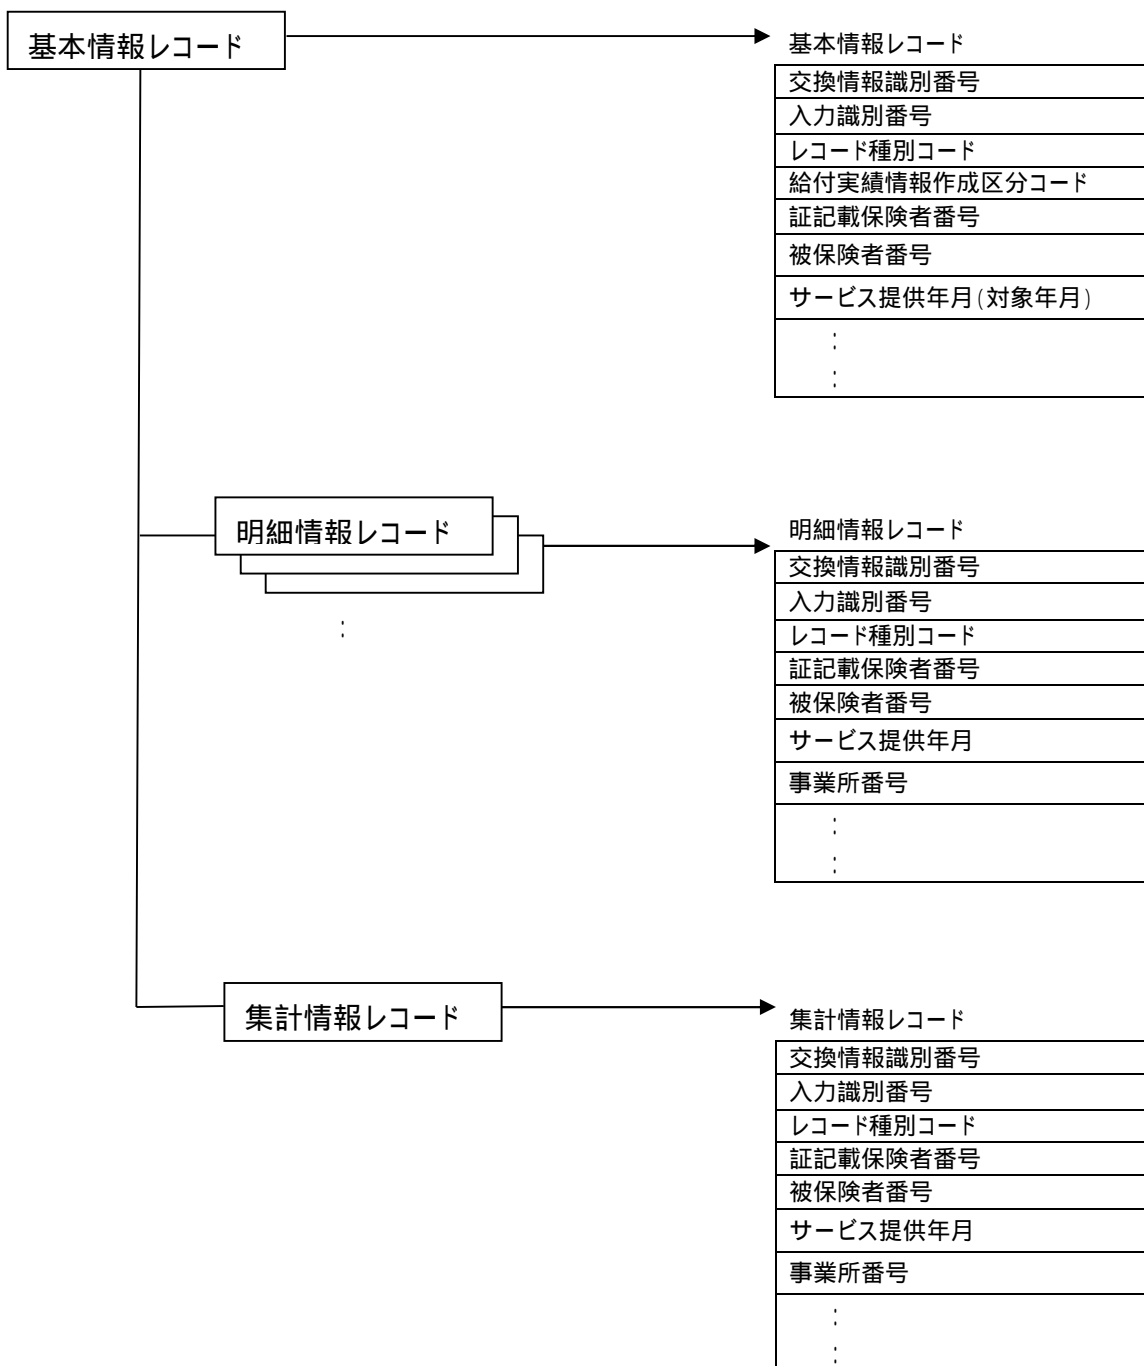 基本情報レコード
基本情報レコード
交換情報識別番号
入力識別番号
レコード種別コード
給付実績情報作成区分コード
証記載保険者番号
被保険者番号
サービス提供年月(対象年月)
:
:
明細情報レコード
:
明細情報レコード
交換情報識別番号
入力識別番号
レコード種別コード
証記載保険者番号
被保険者番号
サービス提供年月
事業所番号
:
:
集計情報レコード
集計情報レコード
交換情報識別番号
入力識別番号
レコード種別コード
証記載保険者番号
被保険者番号
サービス提供年月
事業所番号
:
: